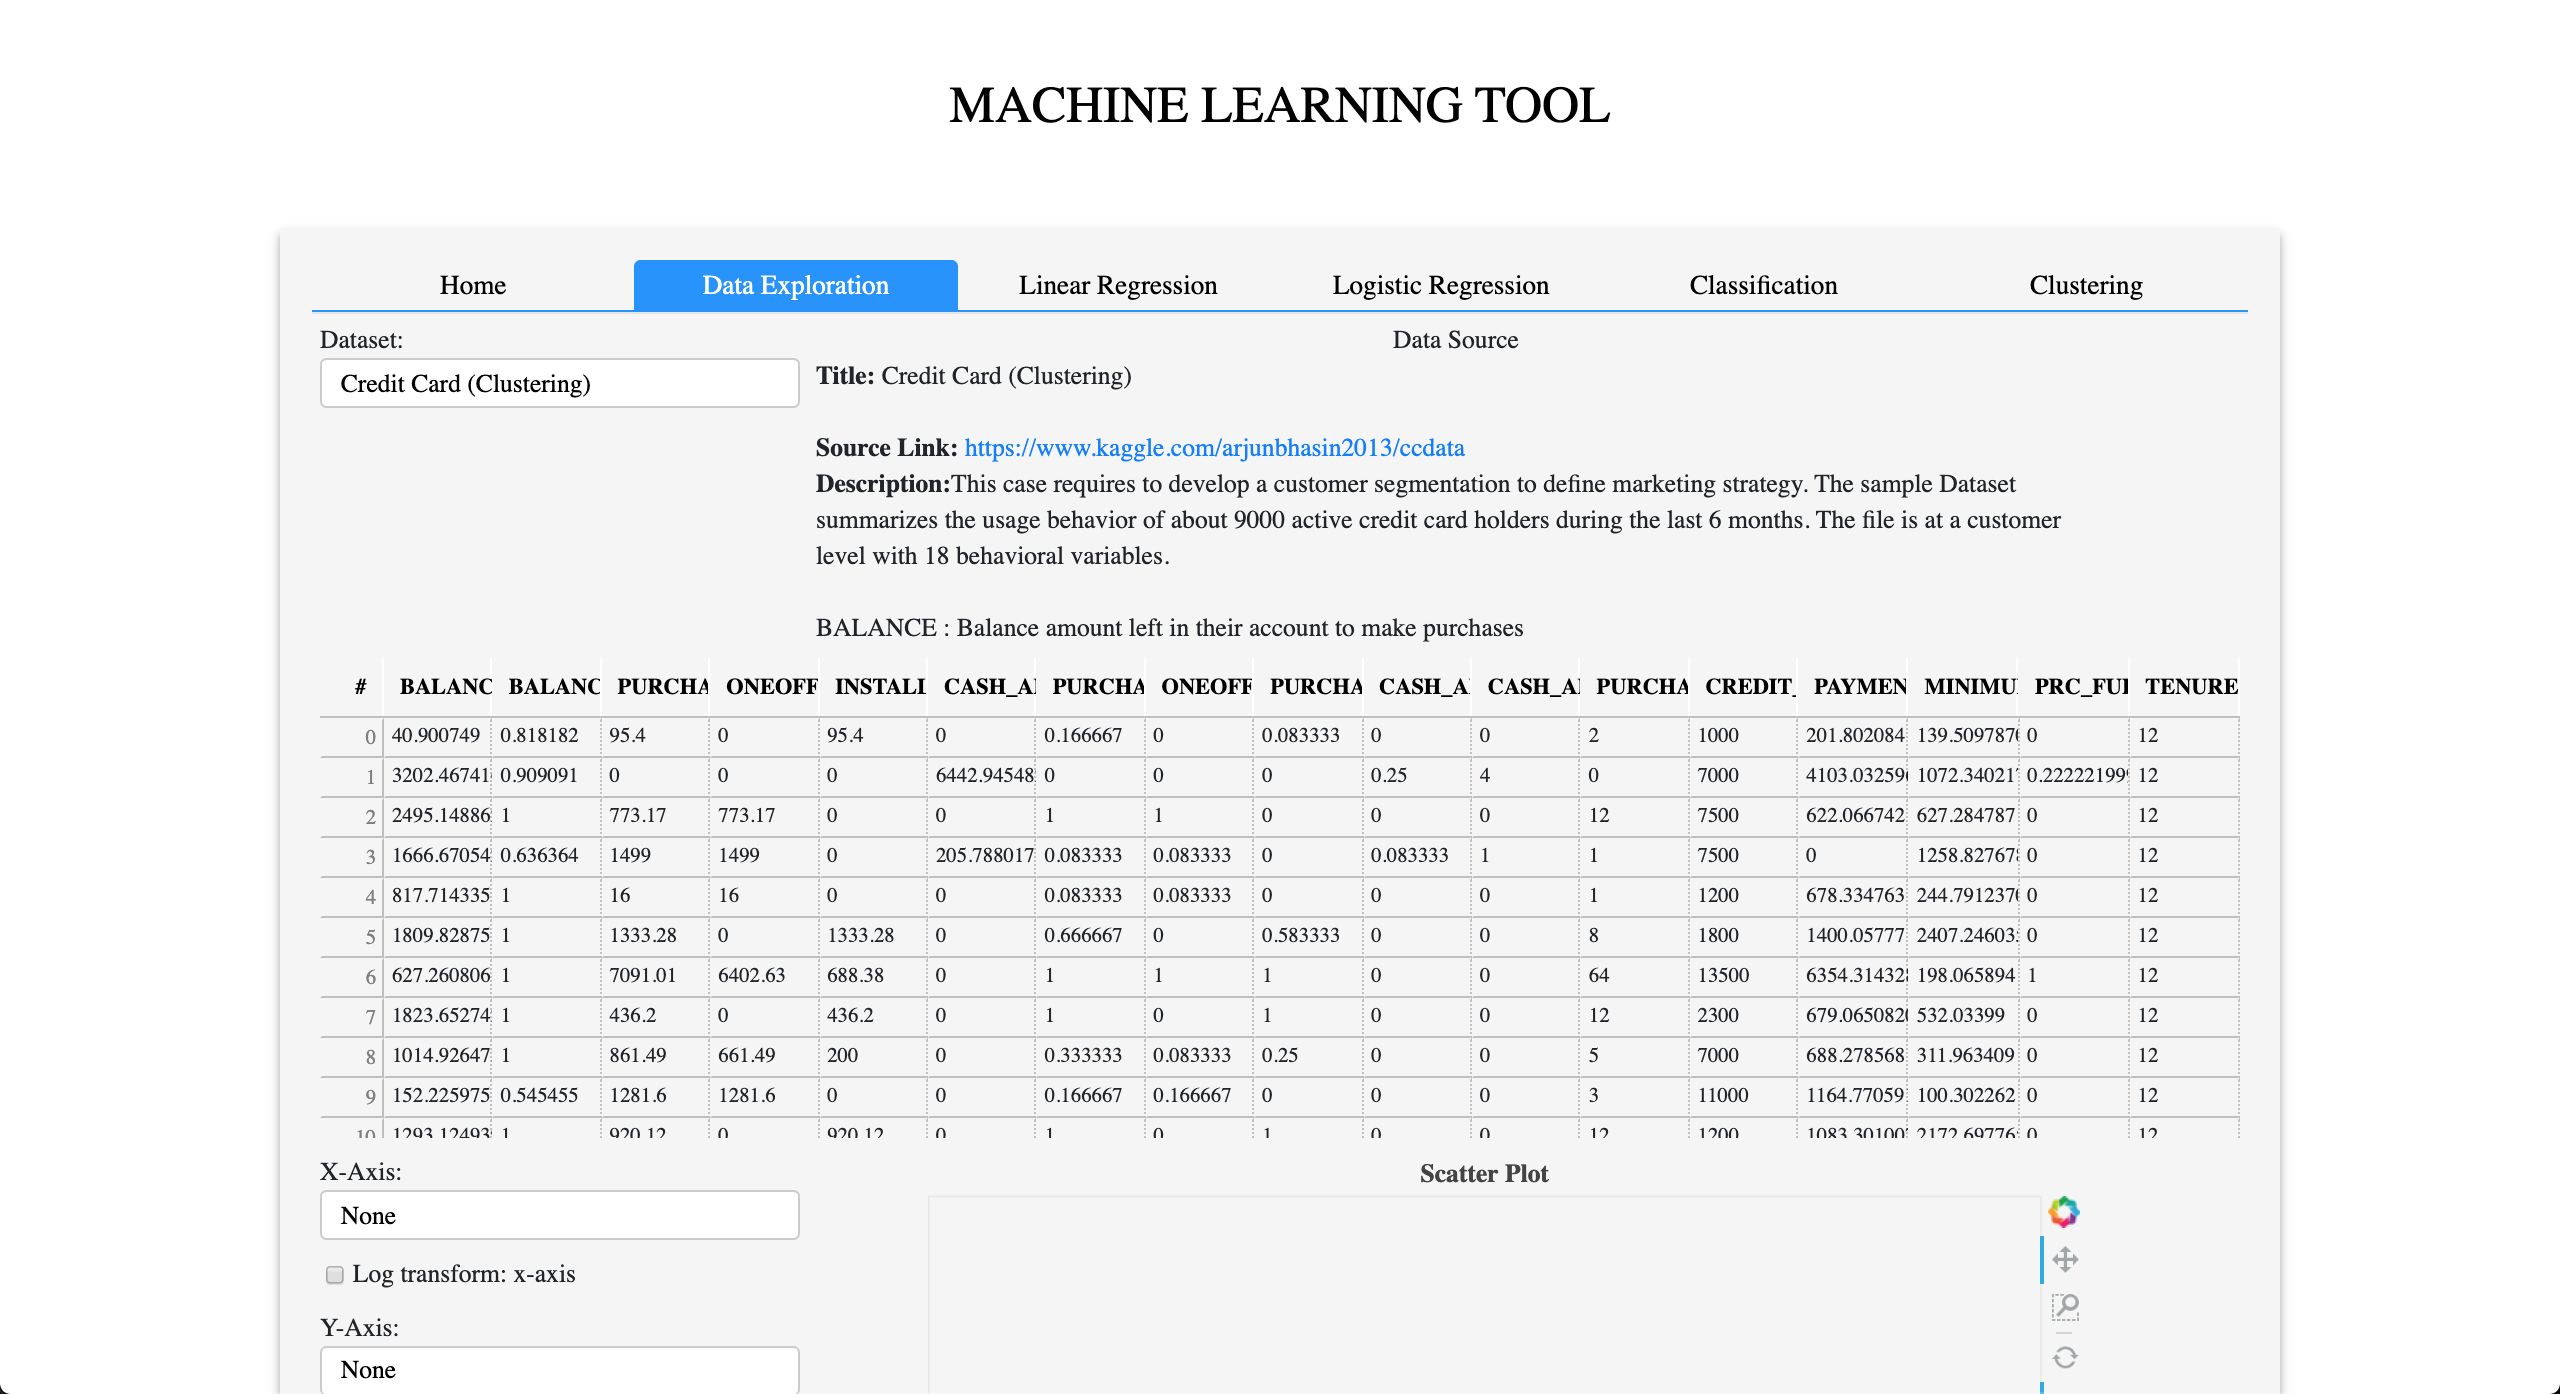 MACHINE LEARNING TOOL
Home Data Exploration Linear Regression Logistic Regression Classification Clustering
Dataset: Data Source
Credit Card (Clustering)
Title: Credit Card (Clustering)
Source Link: https://www.kaggle.com/arjunbhasin2013/ccdata
Description:This case requires to develop a customer segmentation to define marketing strategy. The sample Dataset
summarizes the usage behavior of about 9000 active credit card holders during the last 6 months. The file is at a customer
level with 18 behavioral variables.
BALANCE : Balance amount left in their account to make purchases
# BALANC BALANC PURCHA ONEOFF INSTALL CASH_A PURCHA ONEOFF PURCHA CASH_A CASH_A PURCHA CREDIT_ PAYMEN MINIMU PRC_FUL TENURE
0 40.900749 0.818182 95.4 0 95.4 0 0.166667 0 0.083333 0 0 2 1000 201.802084 139.509787 0 12
1 3202.46741 0.909091 0 0 0 6442.94548 0 0 0 0.25 4 0 7000 4103.03259 1072.34021 0.22222199 12
2 2495.14886 1 773.17 773.17 0 0 1 1 0 0 0 12 7500 622.066742 627.284787 0 12
3 1666.67054 0.636364 1499 1499 0 205.788017 0.083333 0.083333 0 0.083333 1 1 7500 0 1258.82767 0 12
4 817.714335 1 16 16 0 0 0.083333 0.083333 0 0 0 1 1200 678.334763 244.791237 0 12
5 1809.82875 1 1333.28 0 1333.28 0 0.666667 0 0.583333 0 0 8 1800 1400.05777 2407.24603 0 12
6 627.260806 1 7091.01 6402.63 688.38 0 1 1 1 0 0 64 13500 6354.31432 198.065894 1 12
7 1823.65274 1 436.2 0 436.2 0 1 0 1 0 0 12 2300 679.065082 532.03399 0 12
8 1014.92647 1 861.49 661.49 200 0 0.333333 0.083333 0.25 0 0 5 7000 688.278568 311.963409 0 12
9 152.225975 0.545455 1281.6 1281.6 0 0 0.166667 0.166667 0 0 0 3 11000 1164.77059 100.302262 0 12
10 1293.12493 1 920.12 0 920.12 0 1 0 1 0 0 12 1200 1083.30100 2172.69776 0 12
X-Axis: Scatter Plot
None
Log transform: x-axis
Y-Axis:
None